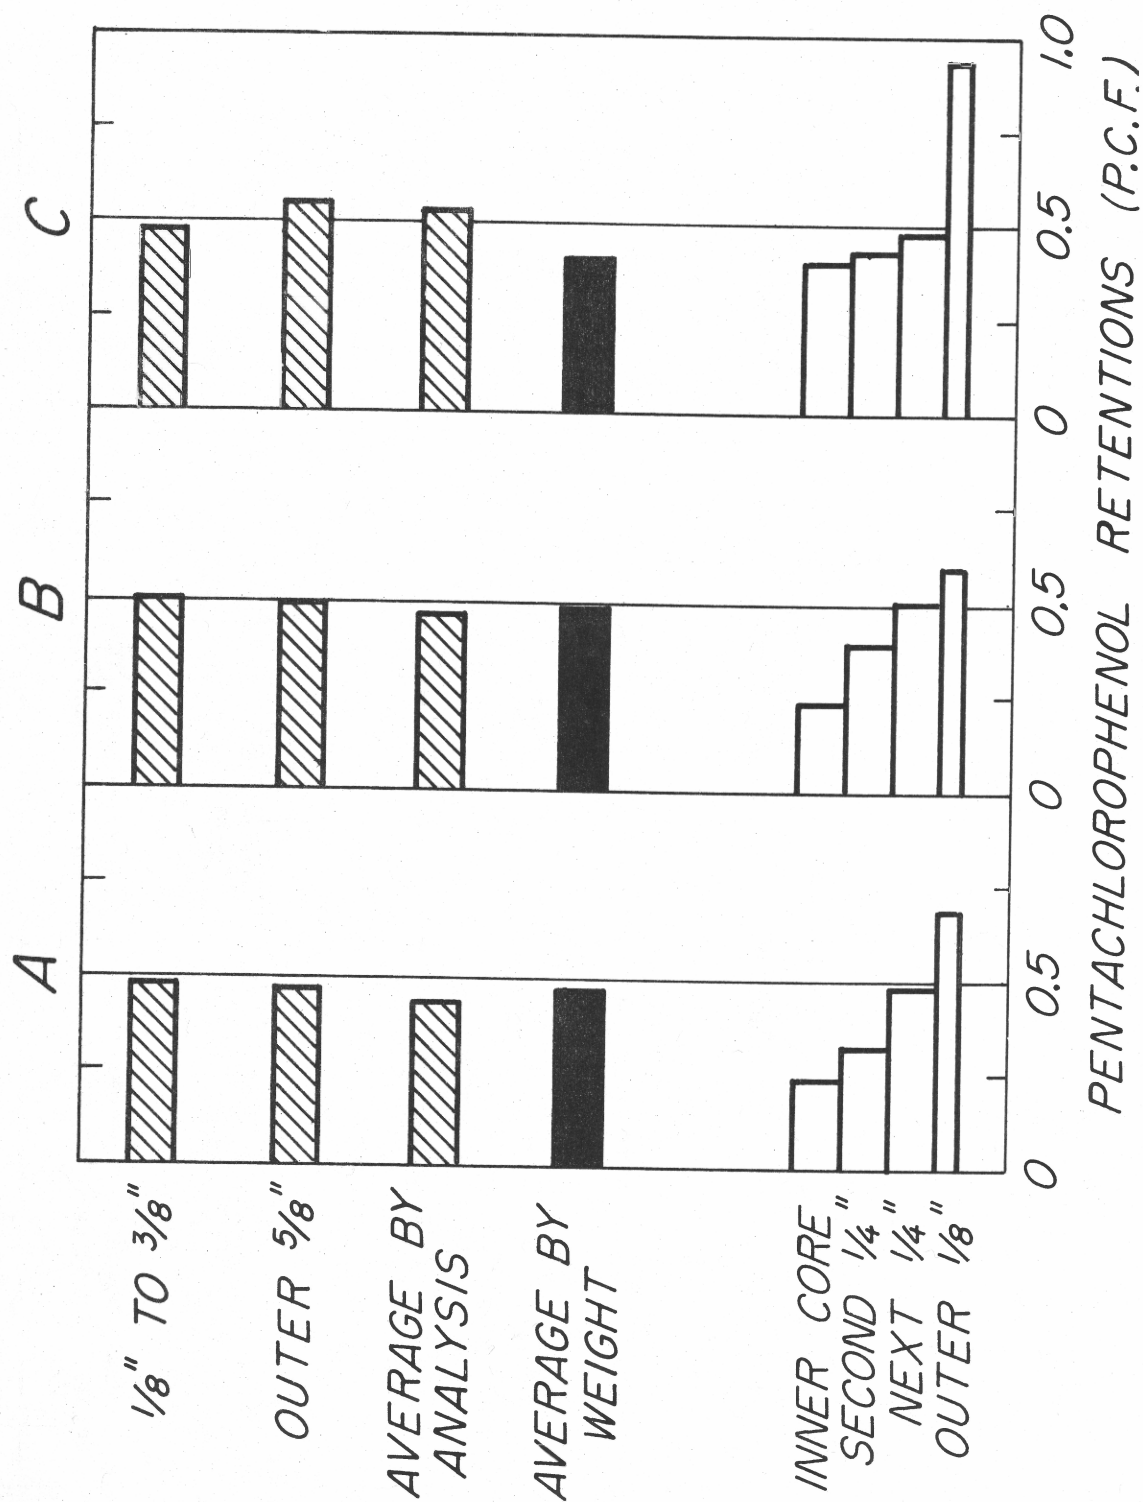 A
B
C
1/8" TO 3/8"
OUTER 5/8"
AVERAGE BY
ANALYSIS
AVERAGE BY
WEIGHT
INNER CORE
SECOND 1/4"
NEXT 1/4"
OUTER 1/8"
0 0.5 0 0.5 0 0.5 1.0
PENTACHLOROPHENOL RETENTIONS (P.C.F.)